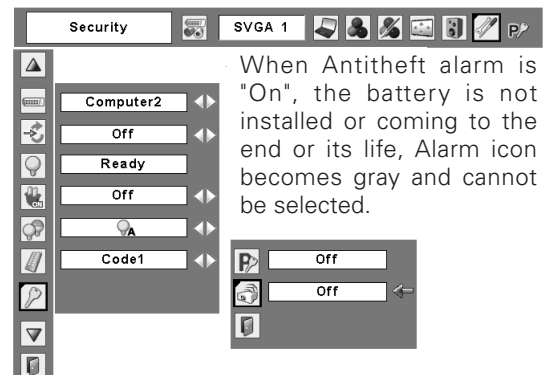 Security
SVGA 1
When Antitheft alarm is
"On", the battery is not
installed or coming to the
end or its life, Alarm icon
becomes gray and cannot
be selected.
Computer2
Off
Ready
ON
Off
A
Code1
P
Off
Off